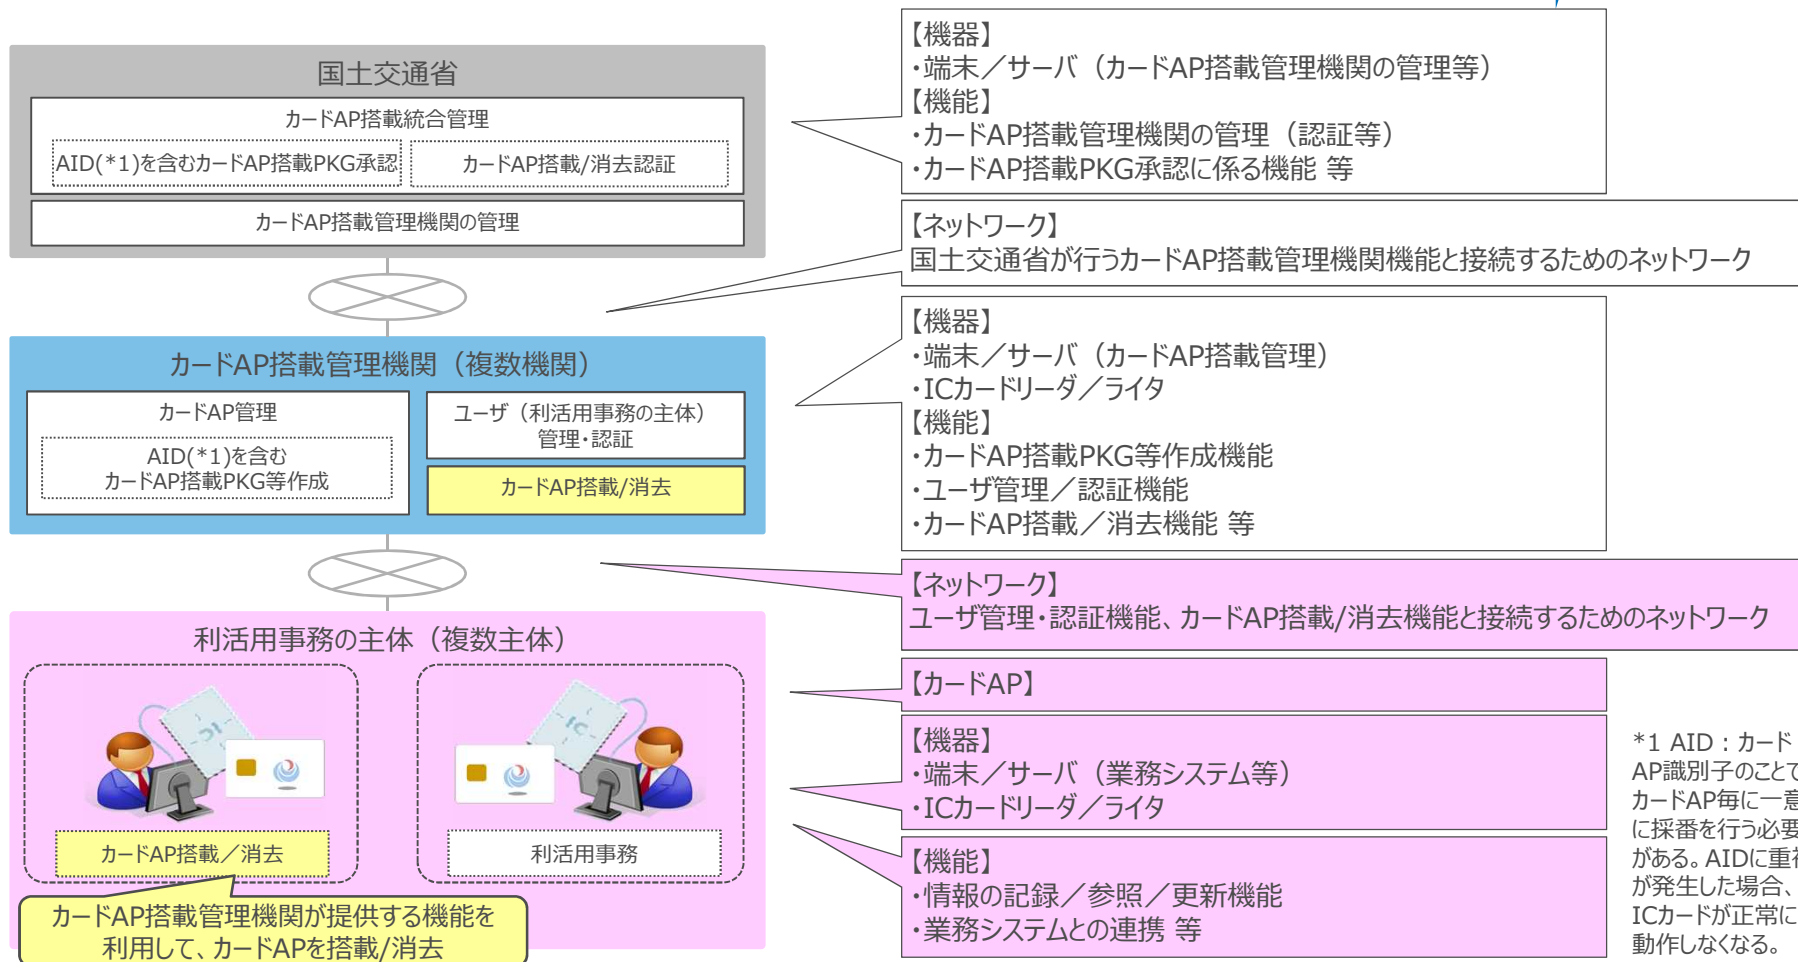 国土交通省
カードAP搭載統合管理
AID(*1)を含むカードAP搭載PKG承認
カードAP搭載/消去認証
カードAP搭載管理機関の管理
【機器】
・端末／サーバ（カードAP搭載管理機関の管理等）
【機能】
・カードAP搭載管理機関の管理（認証等）
・カードAP搭載PKG承認に係る機能 等
【ネットワーク】
国土交通省が行うカードAP搭載管理機関機能と接続するためのネットワーク
カードAP搭載管理機関（複数機関）
カードAP管理
AID(*1)を含む
カードAP搭載PKG等作成
ユーザ（利活用事務の主体）
管理・認証
カードAP搭載/消去
【機器】
・端末／サーバ（カードAP搭載管理）
・ICカードリーダ／ライタ
【機能】
・カードAP搭載PKG等作成機能
・ユーザ管理／認証機能
・カードAP搭載／消去機能 等
【ネットワーク】
ユーザ管理・認証機能、カードAP搭載/消去機能と接続するためのネットワーク
利活用事務の主体（複数主体）
IC
IC
カードAP搭載／消去
利活用事務
カードAP搭載管理機関が提供する機能を
利用して、カードAPを搭載/消去
【カードAP】
【機器】
・端末／サーバ（業務システム等）
・ICカードリーダ／ライタ
【機能】
・情報の記録／参照／更新機能
・業務システムとの連携 等
*1 AID：カード
AP識別子のことで
カードAP毎に一意
に採番を行う必要
がある。AIDに重複
が発生した場合、
ICカードが正常に
動作しなくなる。